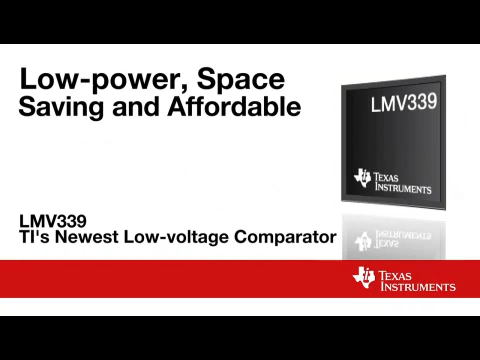 Low-power, Space
Saving and Affordable
LMV339
TEXAS
INSTRUMENTS
LMV339
TI's Newest Low-voltage Comparator
TEXAS
INSTRUMENTS